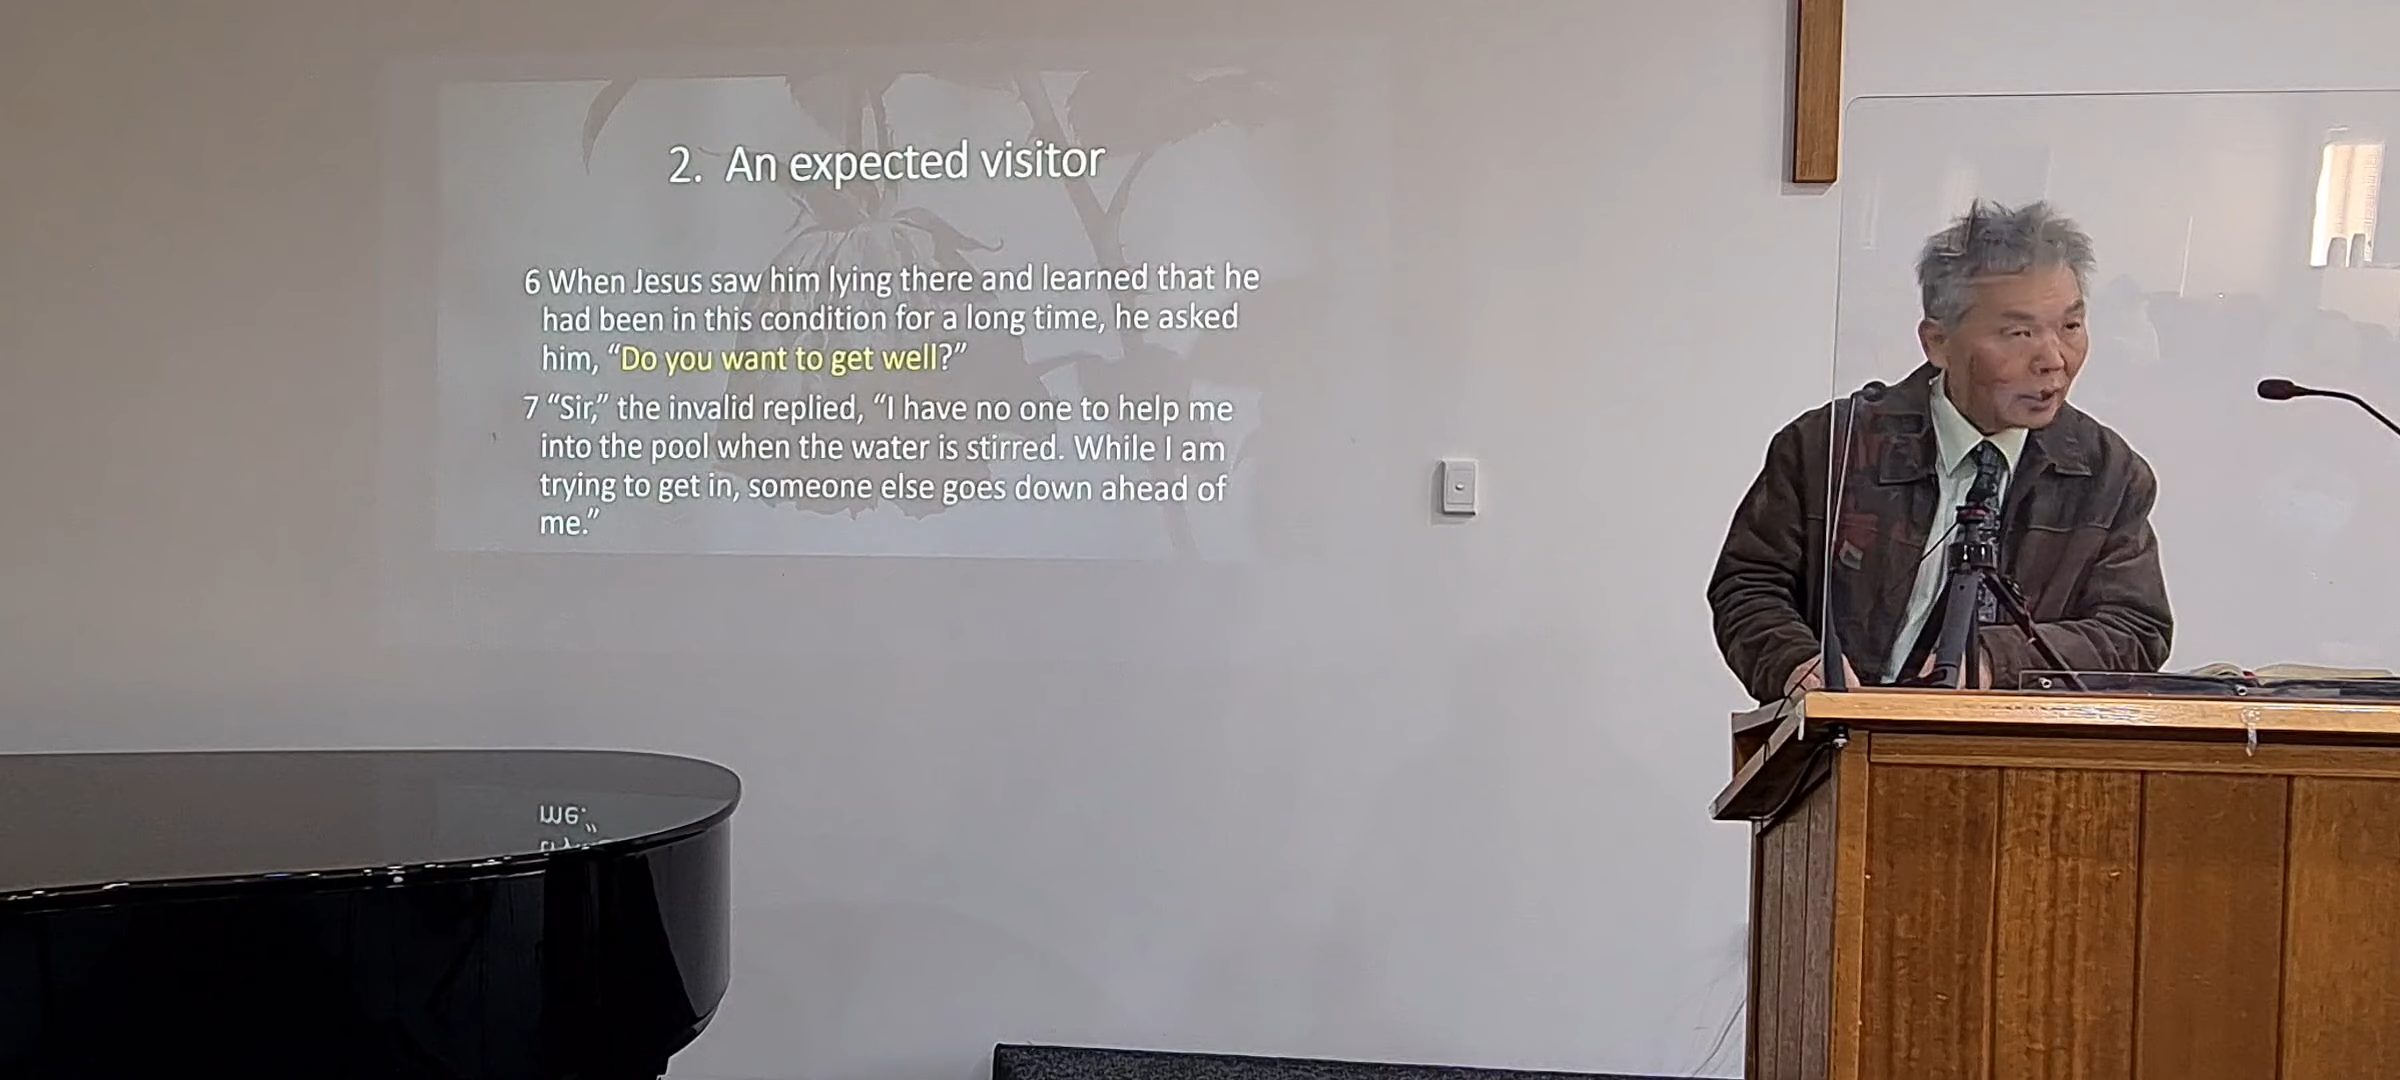 2. An expected visitor
6 When Jesus saw him lying there and learned that he
had been in this condition for a long time, he asked
him, “Do you want to get well?”
7 “Sir,” the invalid replied, “I have no one to help me
into the pool when the water is stirred. While I am
trying to get in, someone else goes down ahead of
me.”